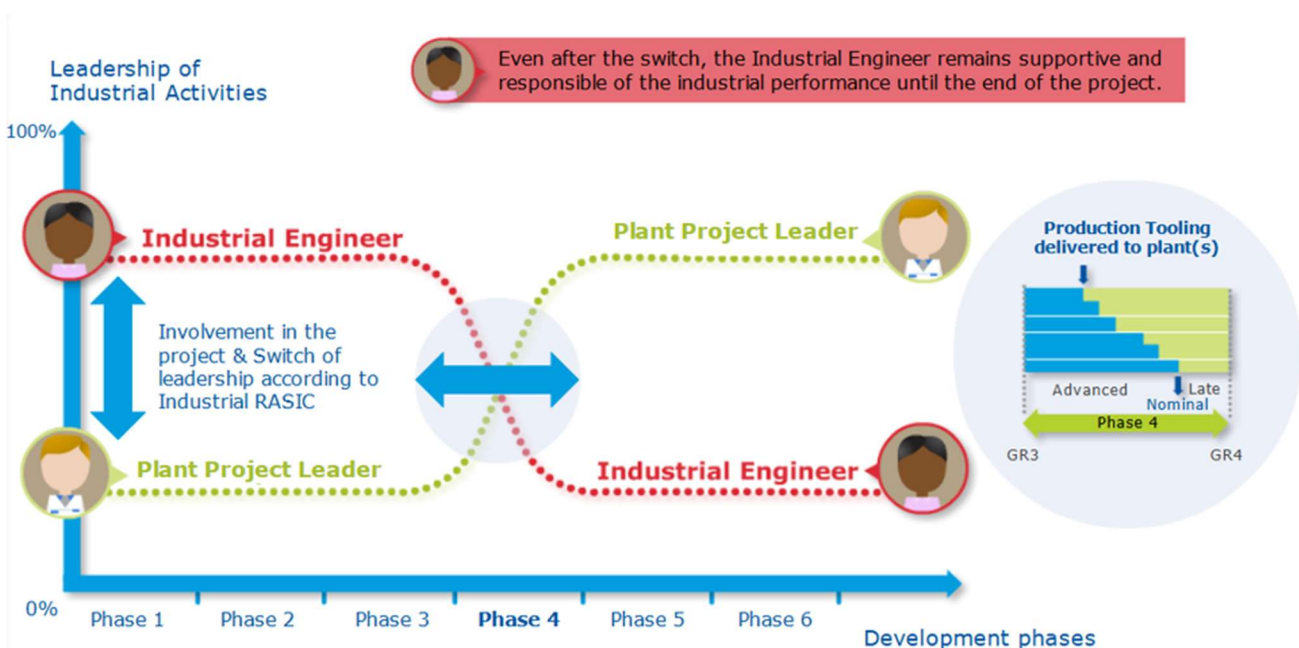 Leadership of
Industrial Activities
Even after the switch, the Industrial Engineer remains supportive and
responsible of the industrial performance until the end of the project.
100%
Industrial Engineer
Plant Project Leader
Production Tooling
delivered to plant(s)
Involvement in the
project & Switch of
leadership according to
Industrial RASIC
Advanced
Late
Nominal
Phase 4
GR3
GR4
Plant Project Leader
Industrial Engineer
0%
Phase 1
Phase 2
Phase 3
Phase 4
Phase 5
Phase 6
Development phases